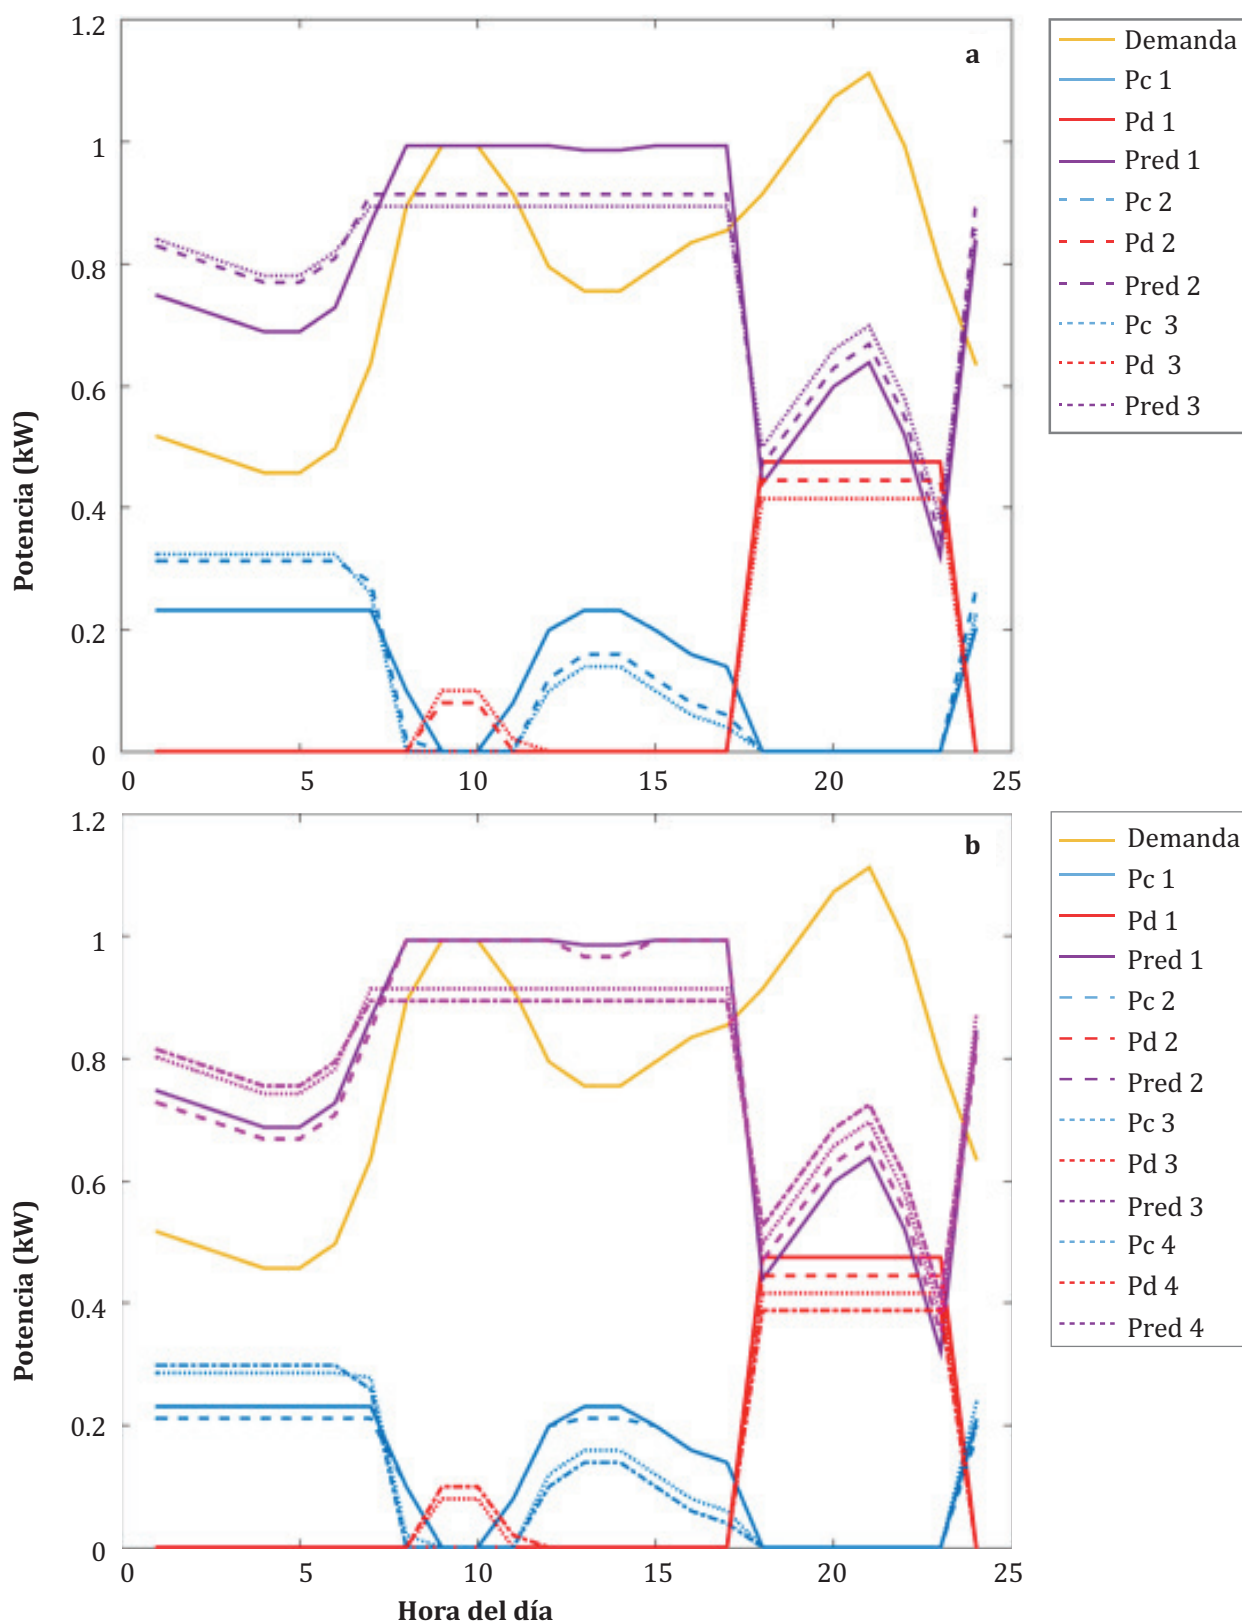 1.2
a
1
0.8
0.6
0.4
0.2
0
Potencia (kW)
0 5 10 15 20 25
Demanda
Pc 1
Pd 1
Pred 1
Pc 2
Pd 2
Pred 2
Pc 3
Pd 3
Pred 3
1.2
b
1
0.8
0.6
0.4
0.2
0
Potencia (kW)
0 5 10 15 20 25
Hora del día
Demanda
Pc 1
Pd 1
Pred 1
Pc 2
Pd 2
Pred 2
Pc 3
Pd 3
Pred 3
Pc 4
Pd 4
Pred 4